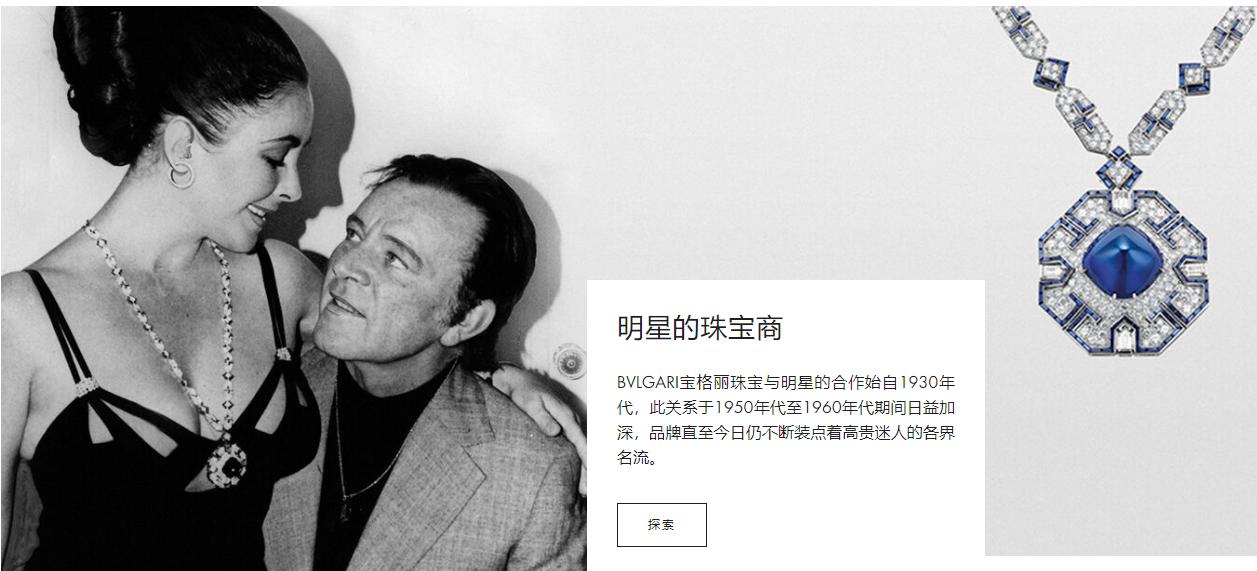 明星的珠宝商
BVLGARI宝格丽珠宝与明星的合作始自1930年
代，此关系于1950年代至1960年代期间日益加
深，品牌直至今日仍不断装点着高贵迷人的各界
名流。
探索